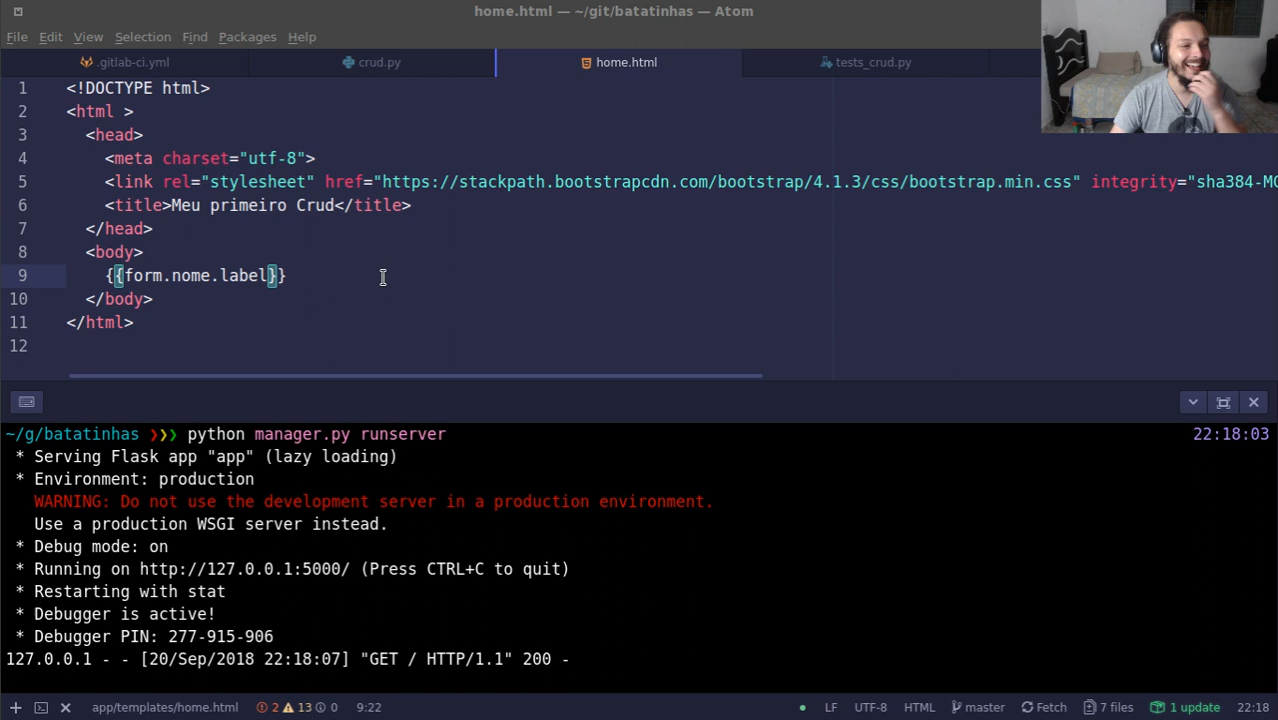 home.html — ~/git/batatinhas — Atom
File Edit View Selection Find Packages Help
.gitlab-ci.yml crud.py home.html tests_crud.py
1 <!DOCTYPE html>
2 <html >
3 <head>
4 <meta charset="utf-8">
5 <link rel="stylesheet" href="https://stackpath.bootstrapcdn.com/bootstrap/4.1.3/css/bootstrap.min.css" integrity="sha384-MC
6 <title>Meu primeiro Crud</title>
7 </head>
8 <body>
9 {{form.nome.label}}
10 </body>
11 </html>
12
~/g/batatinhas ❯❯❯ python manager.py runserver 22:18:03
* Serving Flask app "app" (lazy loading)
* Environment: production
WARNING: Do not use the development server in a production environment.
Use a production WSGI server instead.
* Debug mode: on
* Running on http://127.0.0.1:5000/ (Press CTRL+C to quit)
* Restarting with stat
* Debugger is active!
* Debugger PIN: 277-915-906
127.0.0.1 - - [20/Sep/2018 22:18:07] "GET / HTTP/1.1" 200 -
app/templates/home.html 2 13 0 9:22 LF UTF-8 HTML master Fetch 7 files 1 update 22:18